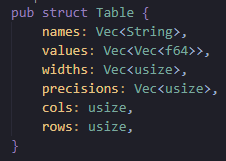 pub struct Table {
    names: Vec<String>,
    values: Vec<Vec<f64>>,
    widths: Vec<usize>,
    precisions: Vec<usize>,
    cols: usize,
    rows: usize,
}